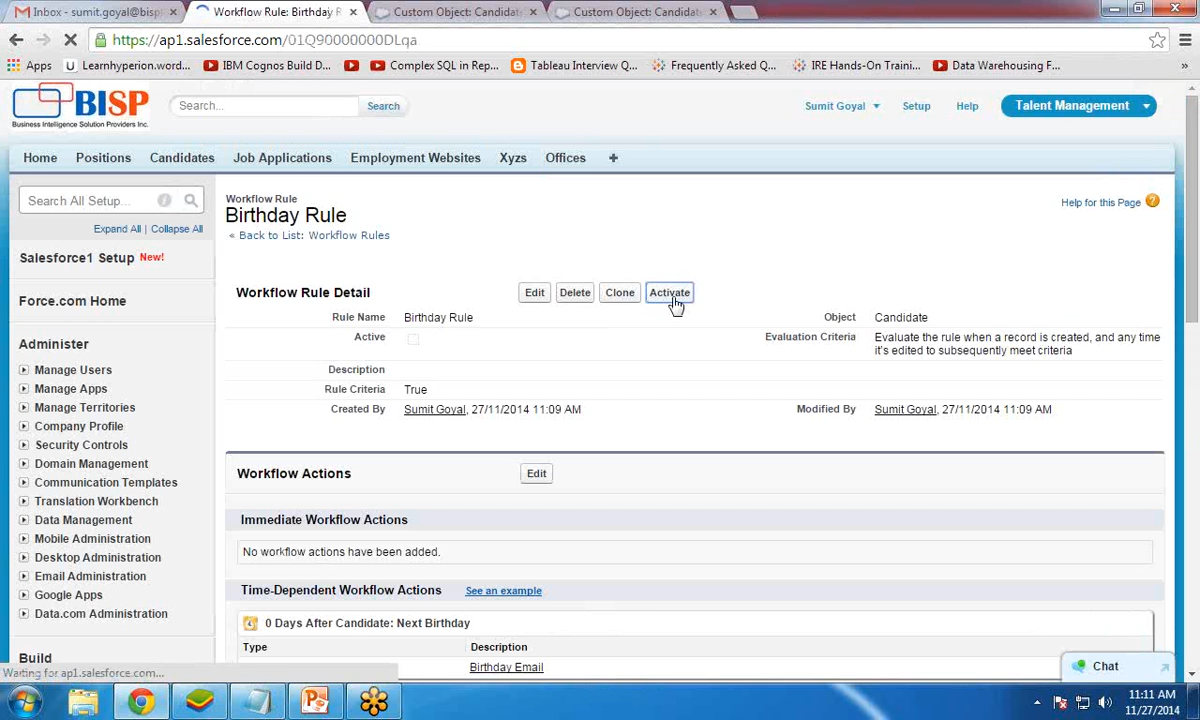 Inbox - sumit.goyal@bisp
Workflow Rule: Birthday R
Custom Object: Candidat
Custom Object: Candidat
https://ap1.salesforce.com/01Q90000000DLqa
Apps
Learnhyperion.word...
IBM Cognos Build D...
Complex SQL in Rep...
Tableau Interview Q...
Frequently Asked Q...
IRE Hands-On Traini...
Data Warehousing F...
»
BISP
Business Intelligence Solution Providers Inc.
Search...
Search
Sumit Goyal
Setup
Help
Talent Management
Home
Positions
Candidates
Job Applications
Employment Websites
Xyzs
Offices
+
Search All Setup...
Expand All | Collapse All
Salesforce1 Setup New!
Force.com Home
Administer
Manage Users
Manage Apps
Manage Territories
Company Profile
Security Controls
Domain Management
Communication Templates
Translation Workbench
Data Management
Mobile Administration
Desktop Administration
Email Administration
Google Apps
Data.com Administration
Build
Workflow Rule
Birthday Rule
« Back to List: Workflow Rules
Help for this Page ?
Workflow Rule Detail
Edit
Delete
Clone
Activate
Rule Name Birthday Rule
Object Candidate
Active
Evaluation Criteria Evaluate the rule when a record is created, and any time
it's edited to subsequently meet criteria
Description
Rule Criteria True
Created By Sumit Goyal, 27/11/2014 11:09 AM
Modified By Sumit Goyal, 27/11/2014 11:09 AM
Workflow Actions
Edit
Immediate Workflow Actions
No workflow actions have been added.
Time-Dependent Workflow Actions See an example
0 Days After Candidate: Next Birthday
Type Description
Birthday Email
Waiting for ap1.salesforce.com...
Chat
11:11 AM
11/27/2014